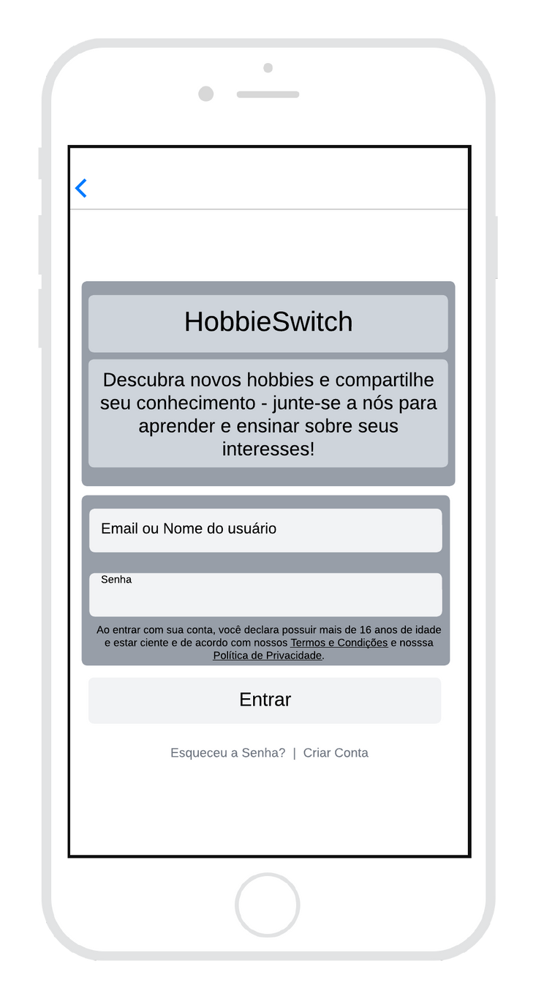 HobbieSwitch
Descubra novos hobbies e compartilhe
seu conhecimento - junte-se a nós para
aprender e ensinar sobre seus
interesses!
Email ou Nome do usuário
Senha
Ao entrar com sua conta, você declara possuir mais de 16 anos de idade
e estar ciente e de acordo com nossos Termos e Condições e nosssa
Política de Privacidade.
Entrar
Esqueceu a Senha? | Criar Conta